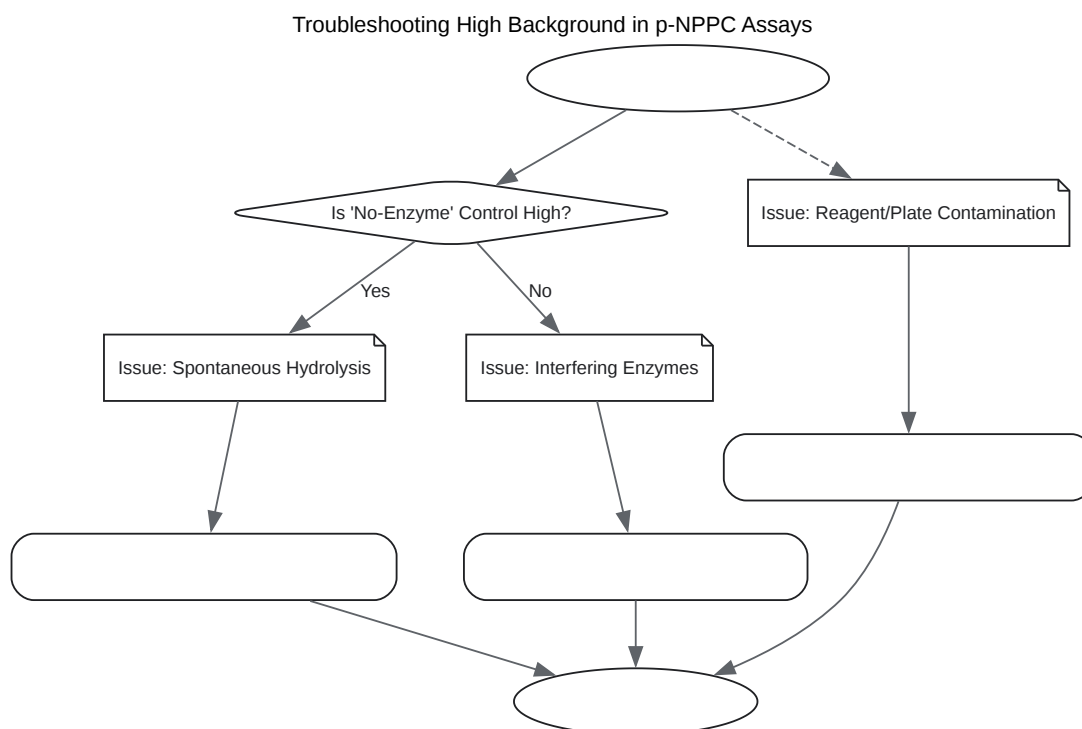 Troubleshooting High Background in p-NPPC Assays
Is 'No-Enzyme' Control High?
Issue: Reagent/Plate Contamination
Yes
No
Issue: Spontaneous Hydrolysis
Issue: Interfering Enzymes